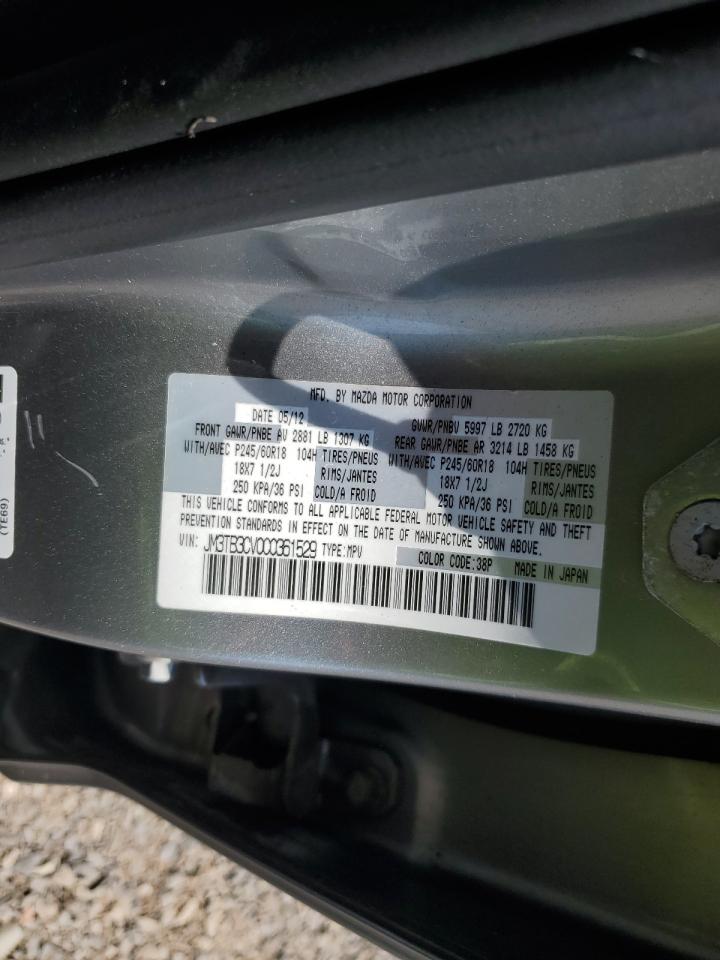 MFD. BY MAZDA MOTOR CORPORATION
DATE 05/12 GVWR/PNBV 5997 LB 2720 KG
FRONT GAWR/PNBE AV 2881 LB 1307 KG REAR GAWR/PNBE AR 3214 LB 1458 KG
WITH/AVEC P245/60R18 104H TIRES/PNEUS WITH/AVEC P245/60R18 104H TIRES/PNEUS
18X7 1/2J RIMS/JANTES 18X7 1/2J RIMS/JANTES
250 KPA/36 PSI COLD/A FROID 250 KPA/36 PSI COLD/A FROID
THIS VEHICLE CONFORMS TO ALL APPLICABLE FEDERAL MOTOR VEHICLE SAFETY AND THEFT
PREVENTION STANDARDS IN EFFECT ON THE DATE OF MANUFACTURE SHOWN ABOVE.
VIN: JM3TB3CV0C0361529 TYPE:MPV COLOR CODE:38P MADE IN JAPAN
(TE69)